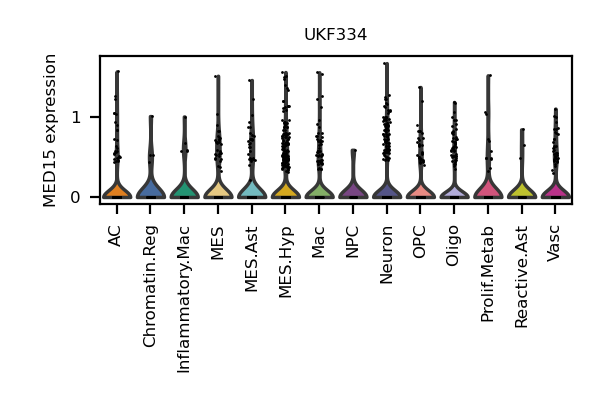 UKF334
MED15 expression
1
0
AC
Chromatin.Reg
Inflammatory.Mac
MES
MES.Ast
MES.Hyp
Mac
NPC
Neuron
OPC
Oligo
Prolif.Metab
Reactive.Ast
Vasc